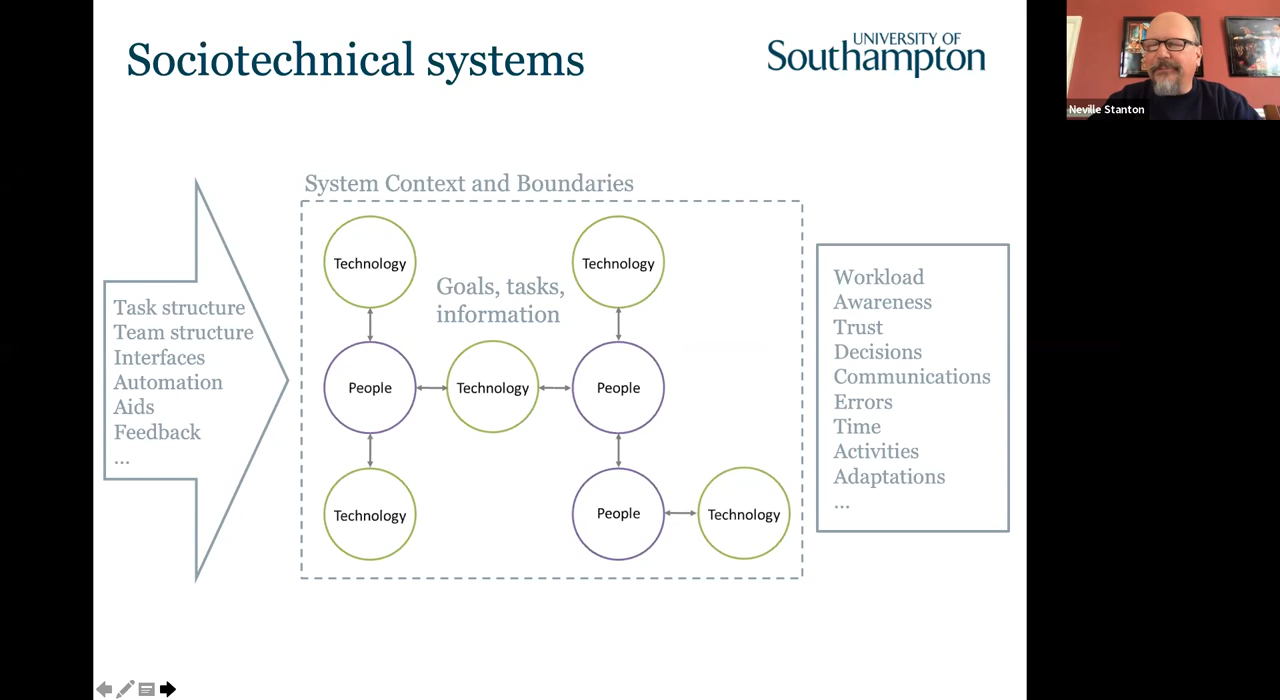 Sociotechnical systems
UNIVERSITY OF
Southampton
Neville Stanton
System Context and Boundaries
Task structure
Team structure
Interfaces
Automation
Aids
Feedback
...
Technology
Technology
Goals, tasks,
information
People
Technology
People
Technology
People
Technology
Workload
Awareness
Trust
Decisions
Communications
Errors
Time
Activities
Adaptations
...